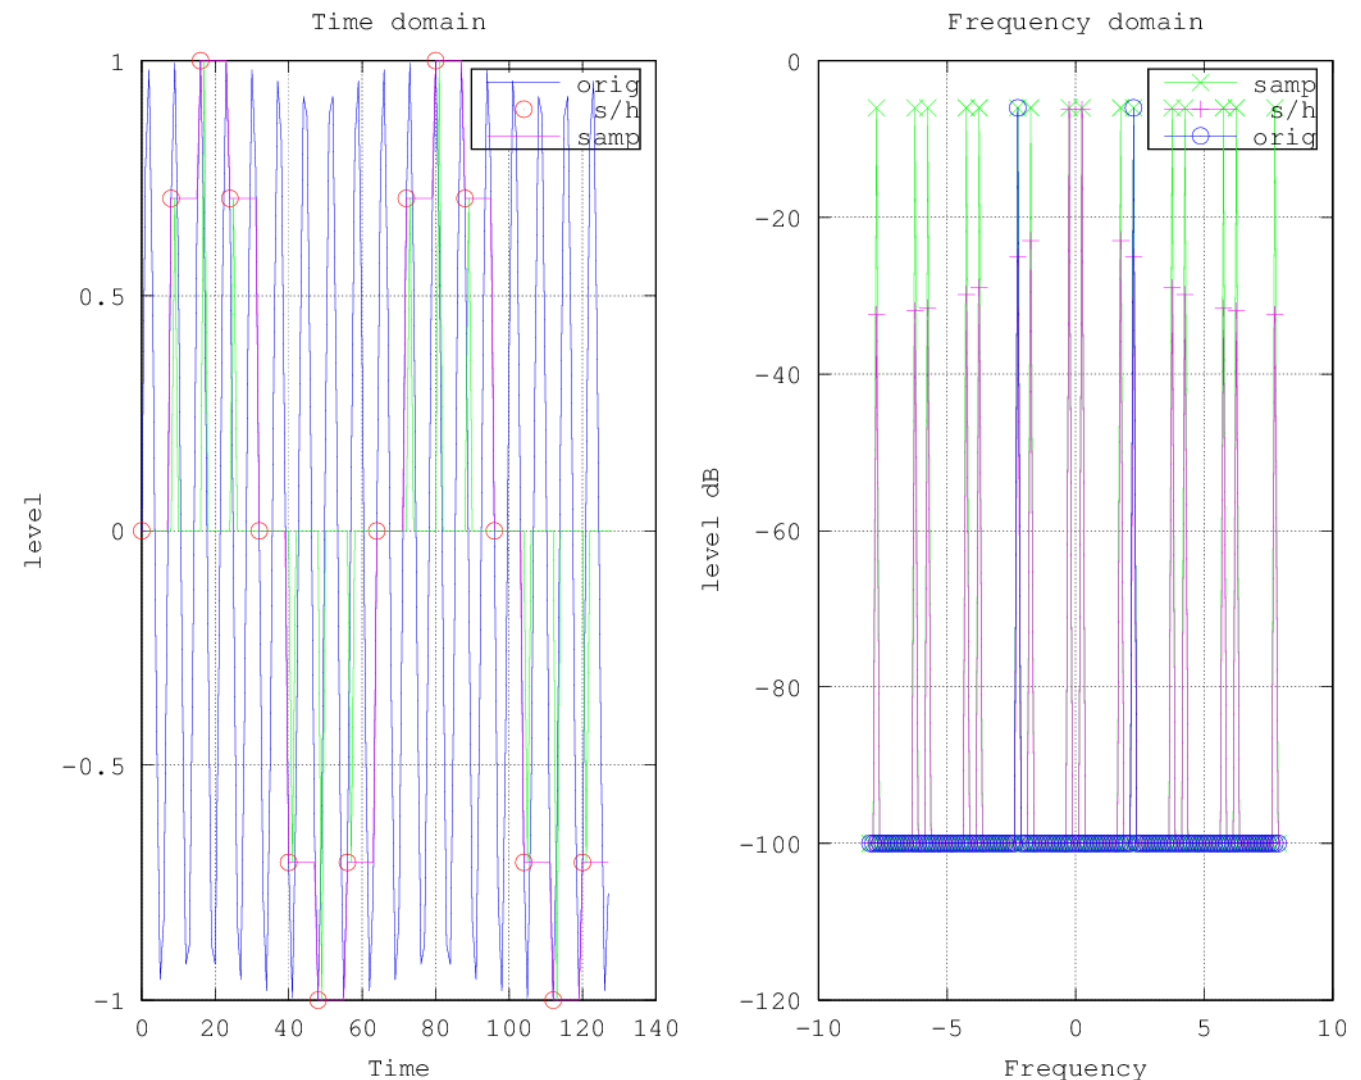 Time domain
1
0.5
0
-0.5
-1
level
orig
s/h
samp
0 20 40 60 80 100 120 140
Time
Frequency domain
0
-20
-40
-60
-80
-100
-120
level dB
samp
s/h
orig
-10 -5 0 5 10
Frequency